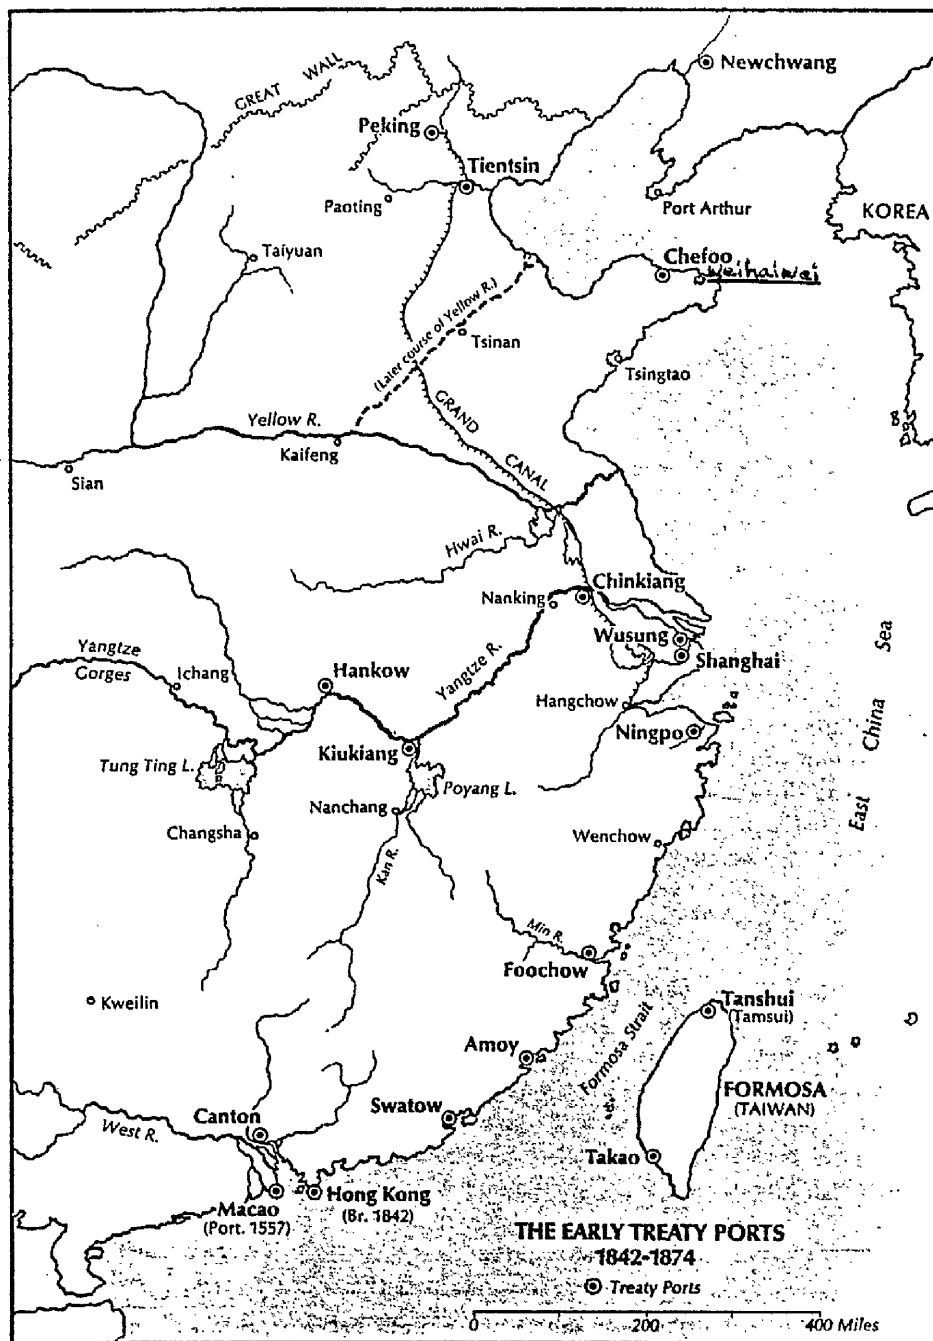 GREAT WALL
Newchwang
Peking
Tientsin
Paoting
Port Arthur
KOREA
Taiyuan
Chefoo
Weihaiwei
(Later course of Yellow R.)
Tsinan
Tsingtao
GRAND
CANAL
Yellow R.
Kaifeng
Sian
Hwai R.
Chinkiang
Nanking
Wusung
Shanghai
Yangtze
Gorges
Ichang
Hankow
Yangtze R.
Hangchow
Ningpo
East China Sea
Kiukiang
Tung Ting L.
Poyang L.
Nanchang
Changsha
Kan R.
Wenchow
Min R.
Foochow
Kweilin
Tanshui
(Tamsui)
Formosa Strait
Amoy
FORMOSA
(TAIWAN)
Canton
Swatow
West R.
Takao
Macao
(Port. 1557)
Hong Kong
(Br. 1842)
THE EARLY TREATY PORTS
1842-1874
Treaty Ports
0 200 400 Miles